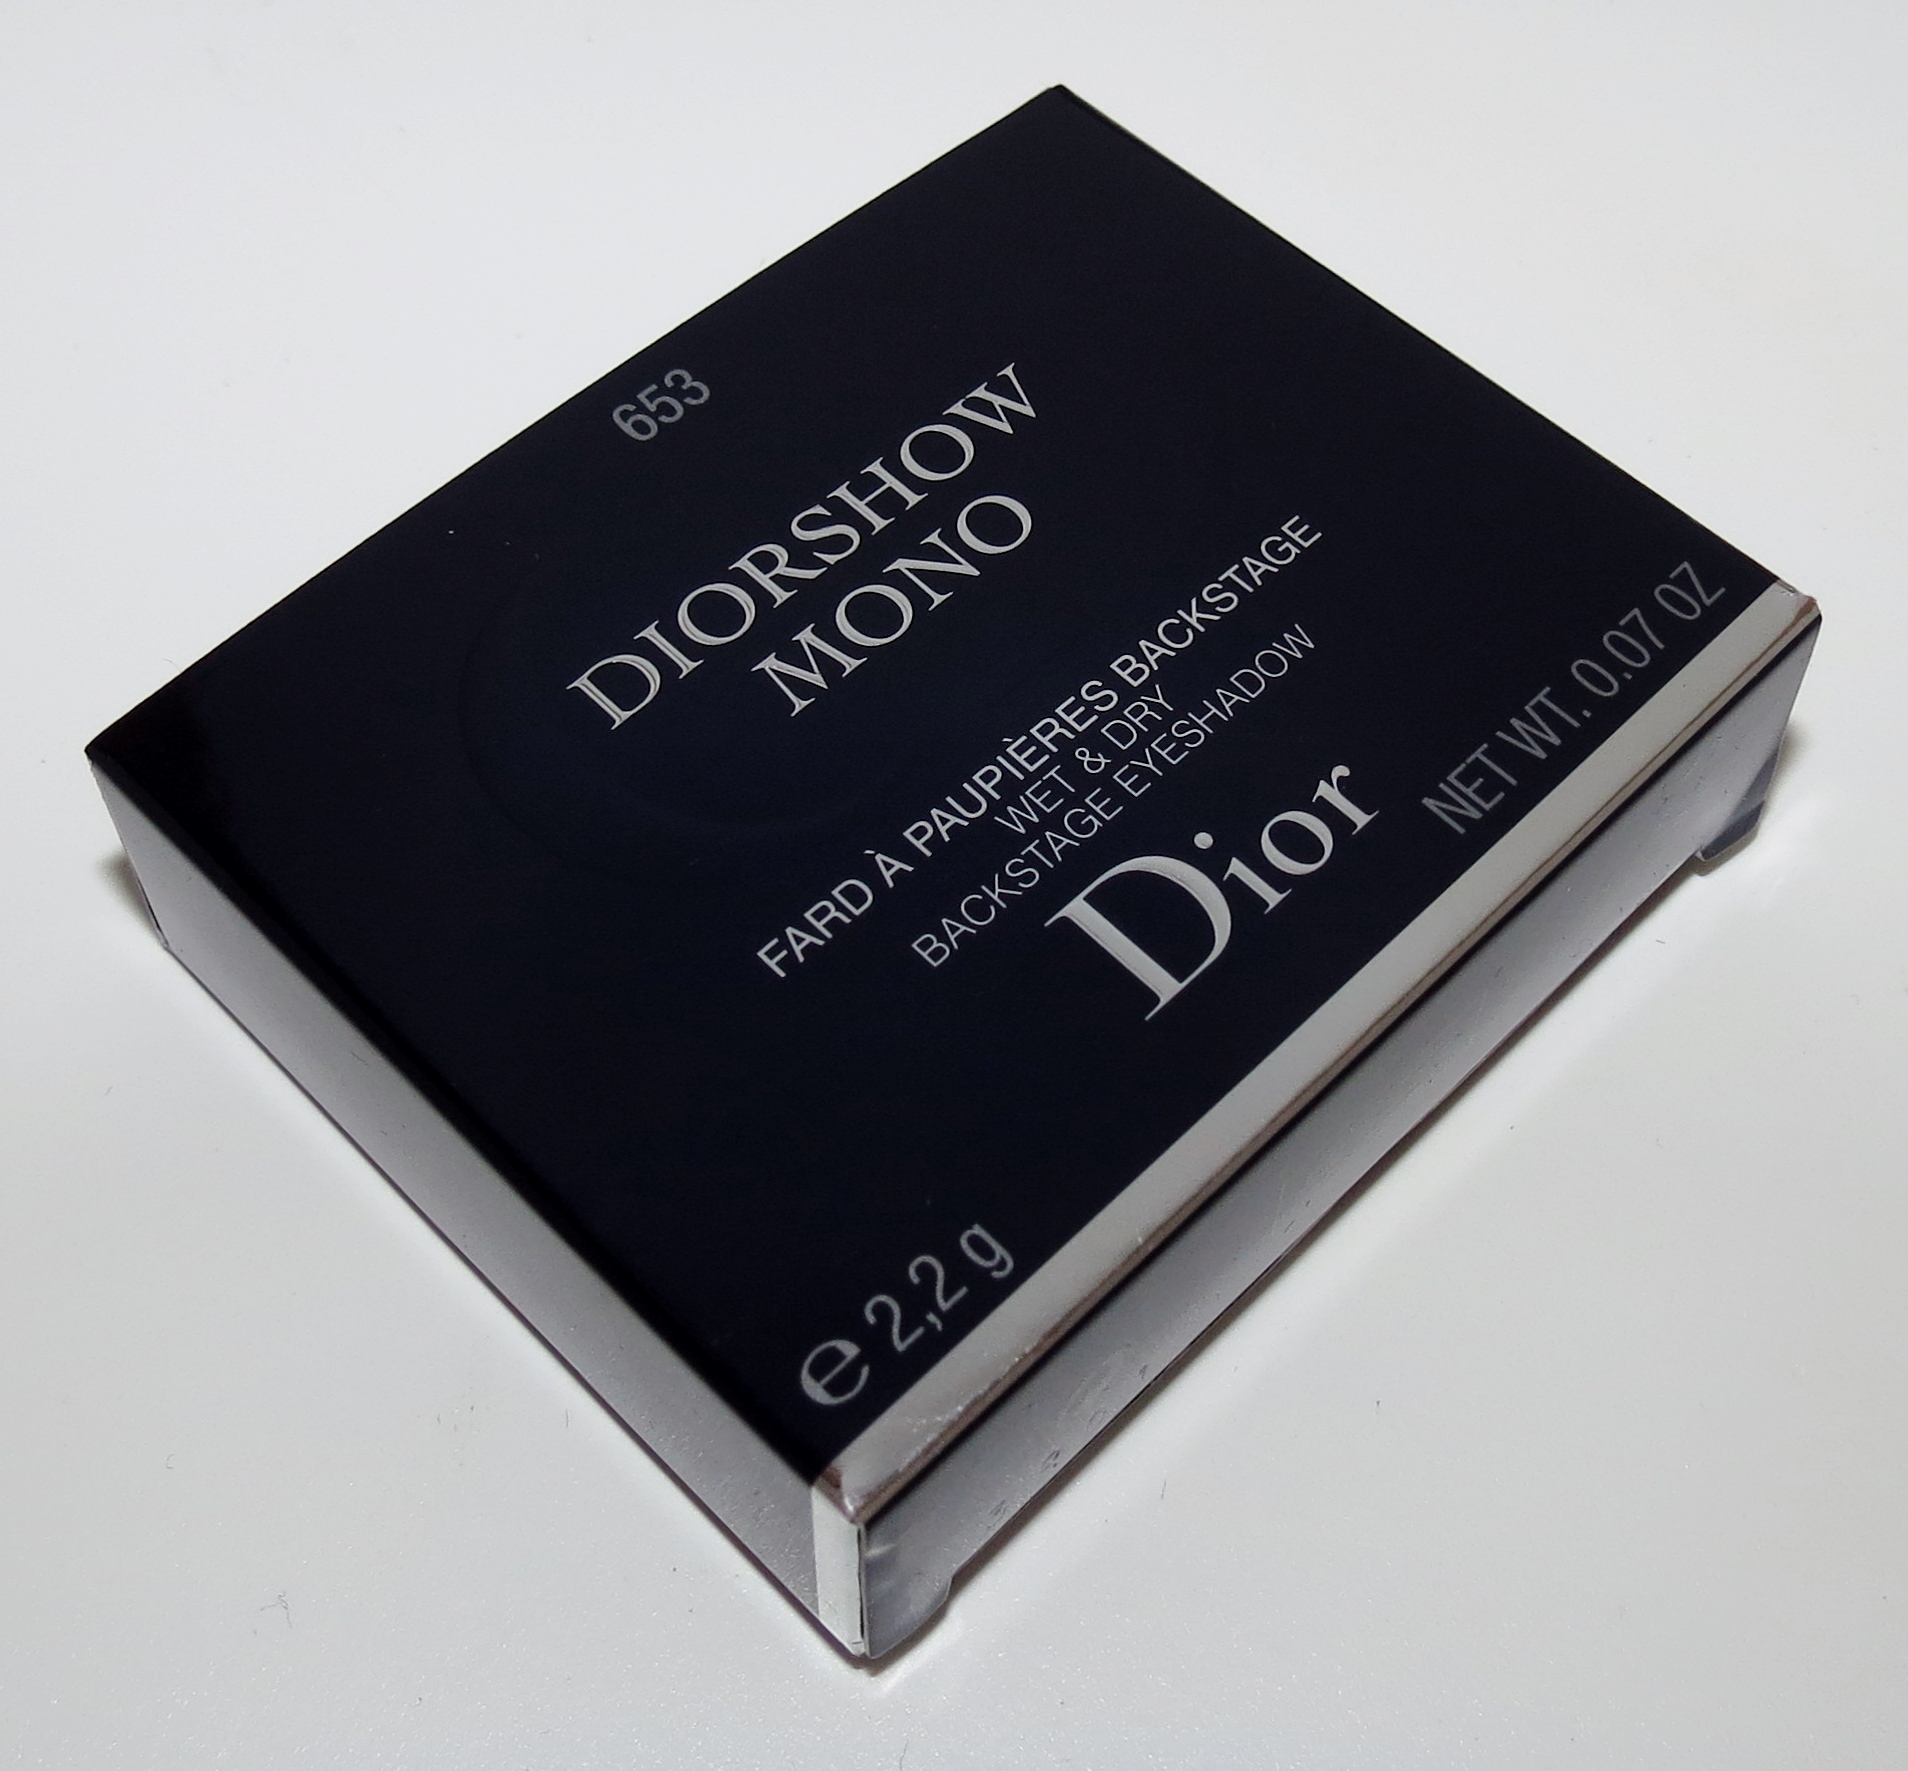 653
DIORSHOW
MONO
FARD À PAUPIÈRES BACKSTAGE
WET & DRY
BACKSTAGE EYESHADOW
Dior
℮ 2,2 g
NET WT. 0.07 OZ